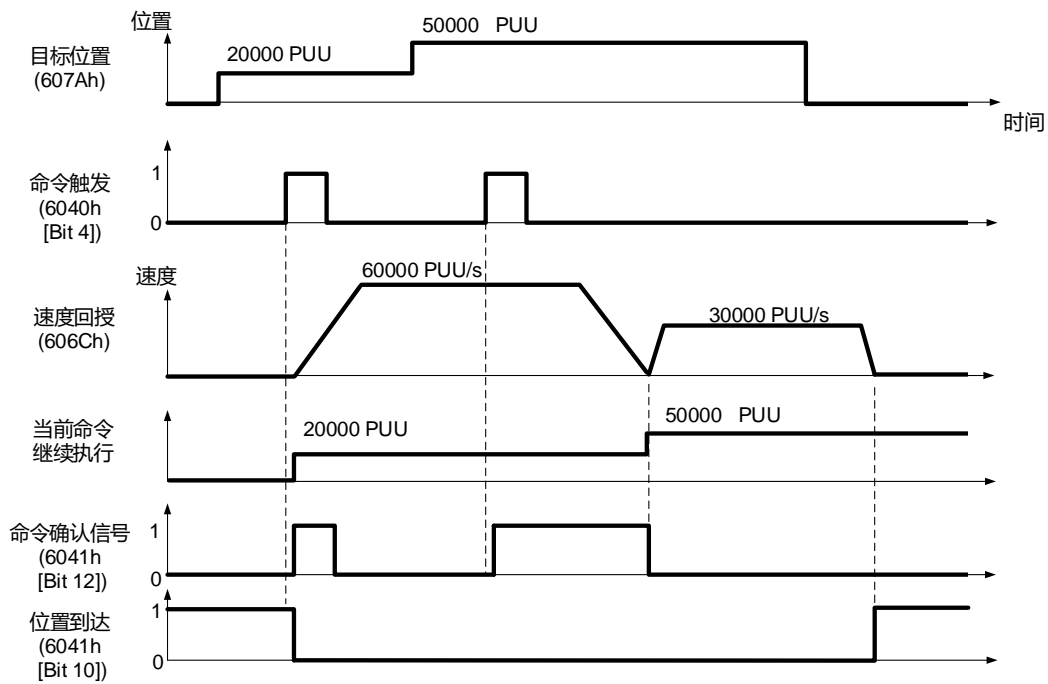 位置
目标位置
(607Ah)
20000 PUU
50000 PUU
时间
命令触发
(6040h
[Bit 4])
1
0
速度
速度回授
(606Ch)
60000 PUU/s
30000 PUU/s
当前命令
继续执行
20000 PUU
50000 PUU
命令确认信号
(6041h
[Bit 12])
1
0
位置到达
(6041h
[Bit 10])
1
0